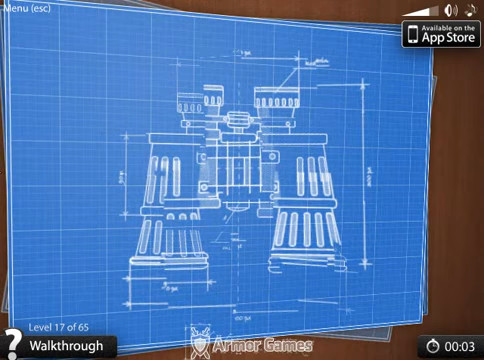 Menu (esc)
Available on the
App Store
Level 17 of 65
? Walkthrough
Armor Games
00:03